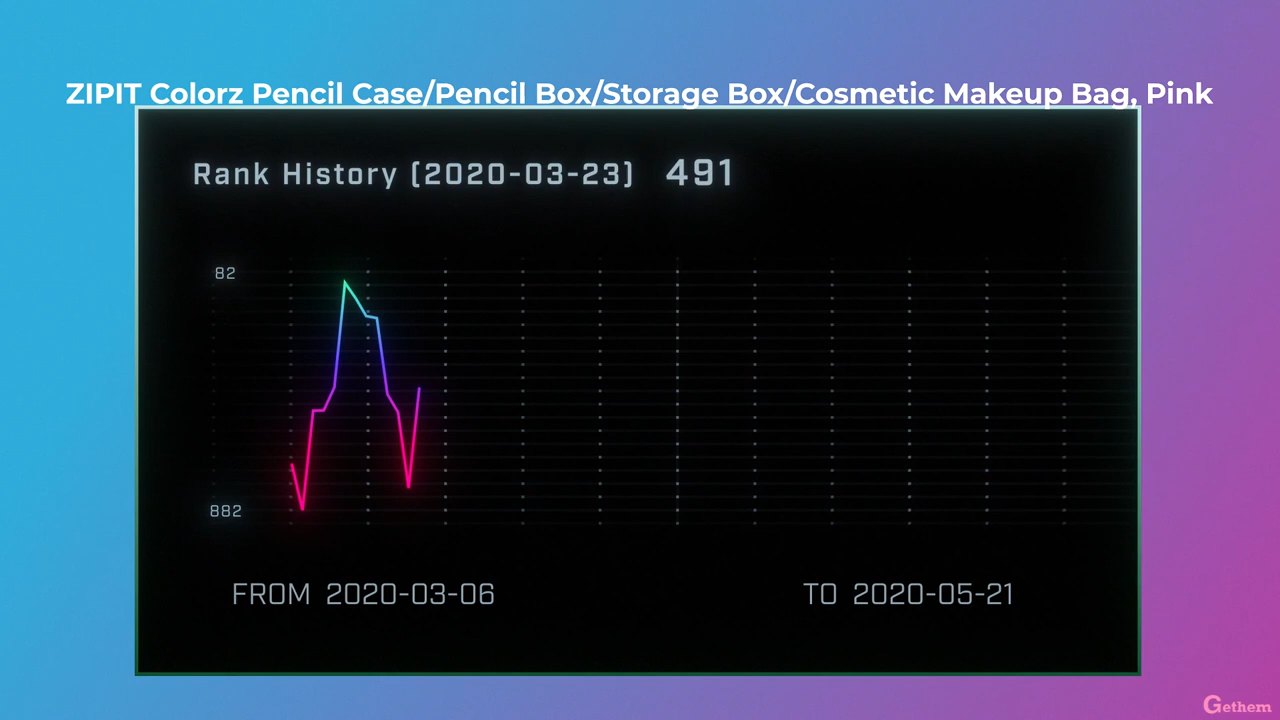 ZIPIT Colorz Pencil Case/Pencil Box/Storage Box/Cosmetic Makeup Bag, Pink
Rank History [2020-03-23] 491
82
882
FROM 2020-03-06 TO 2020-05-21
Gethem